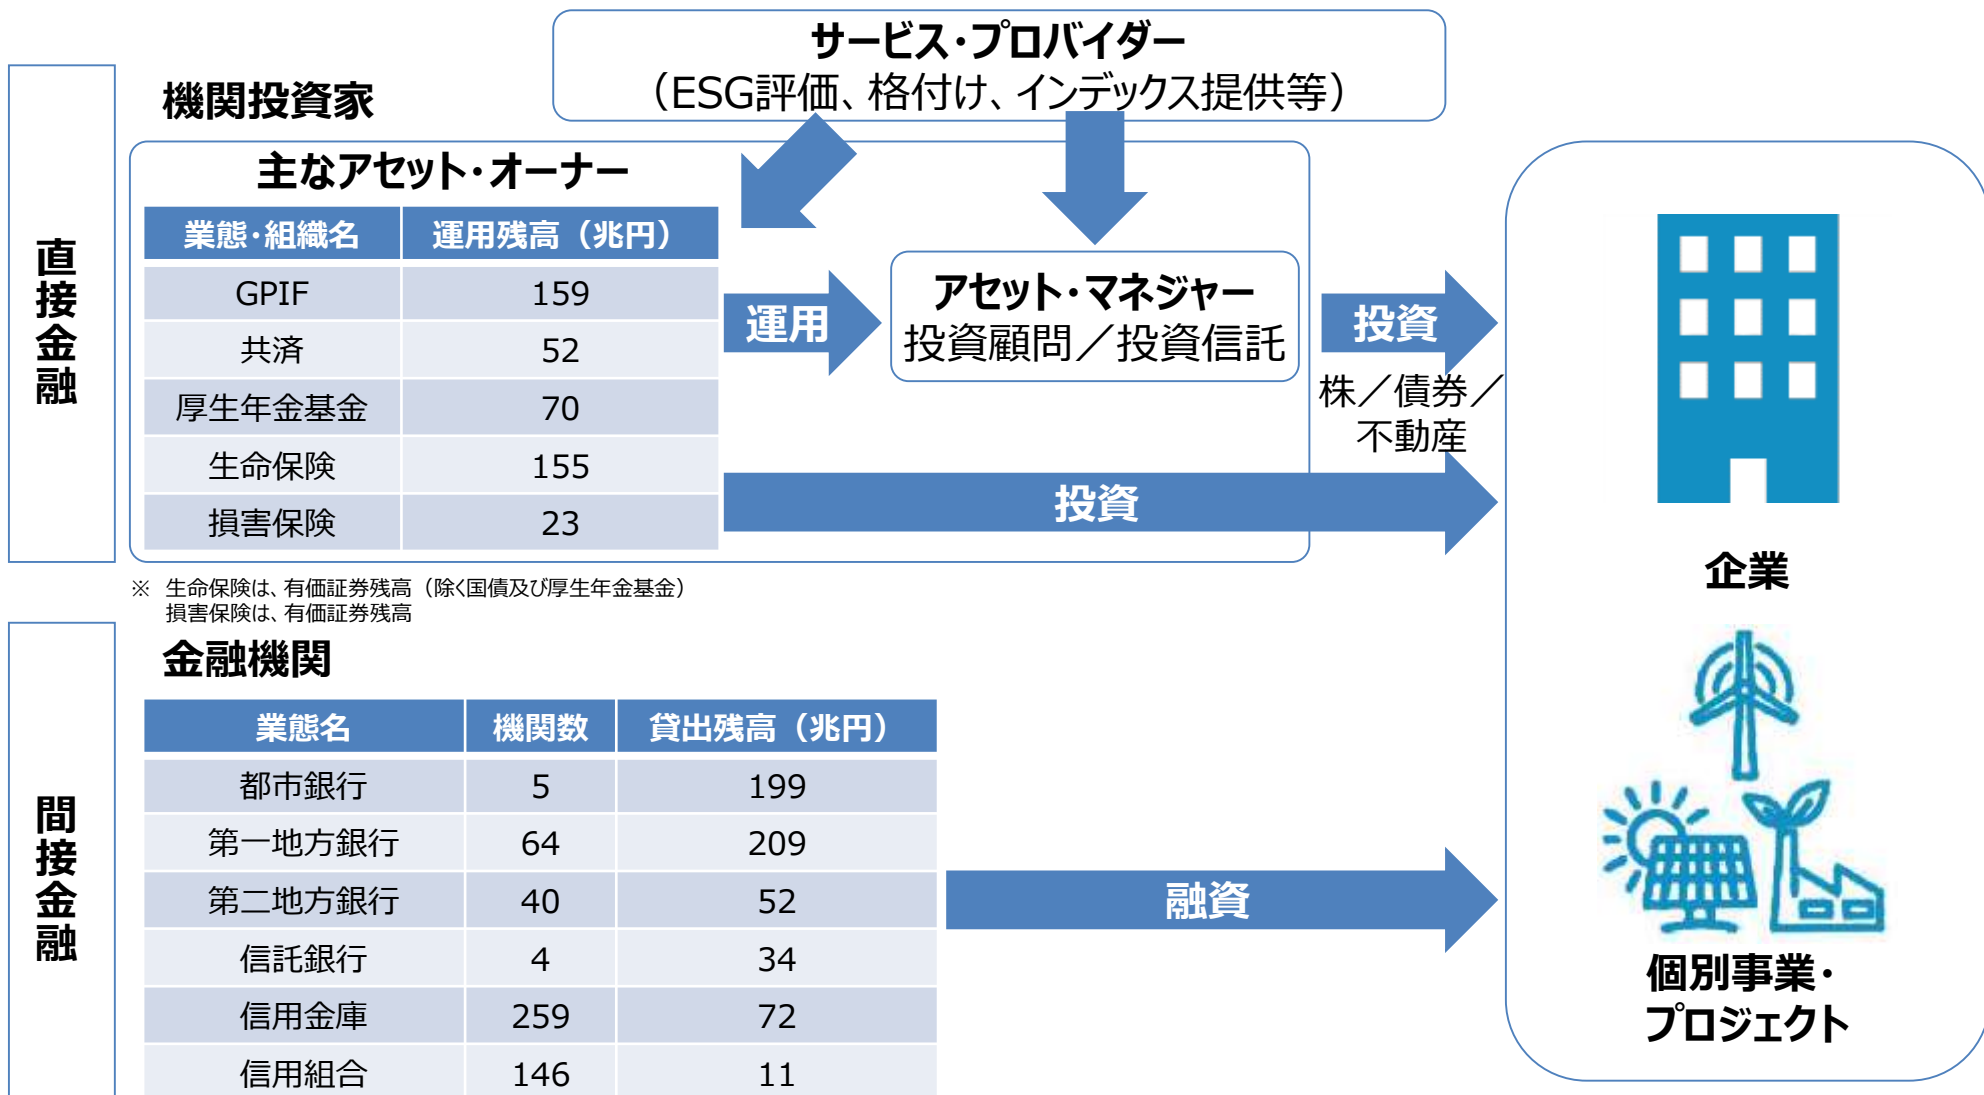 サービス・プロバイダー
（ESG評価、格付け、インデックス提供等）
直接金融
機関投資家
主なアセット・オーナー
業態・組織名 運用残高（兆円）
GPIF 159
共済 52
厚生年金基金 70
生命保険 155
損害保険 23
運用
アセット・マネジャー
投資顧問／投資信託
投資
株／債券／
不動産
投資
※ 生命保険は、有価証券残高（除く国債及び厚生年金基金）
損害保険は、有価証券残高
間接金融
金融機関
業態名 機関数 貸出残高（兆円）
都市銀行 5 199
第一地方銀行 64 209
第二地方銀行 40 52
信託銀行 4 34
信用金庫 259 72
信用組合 146 11
融資
企業
個別事業・
プロジェクト